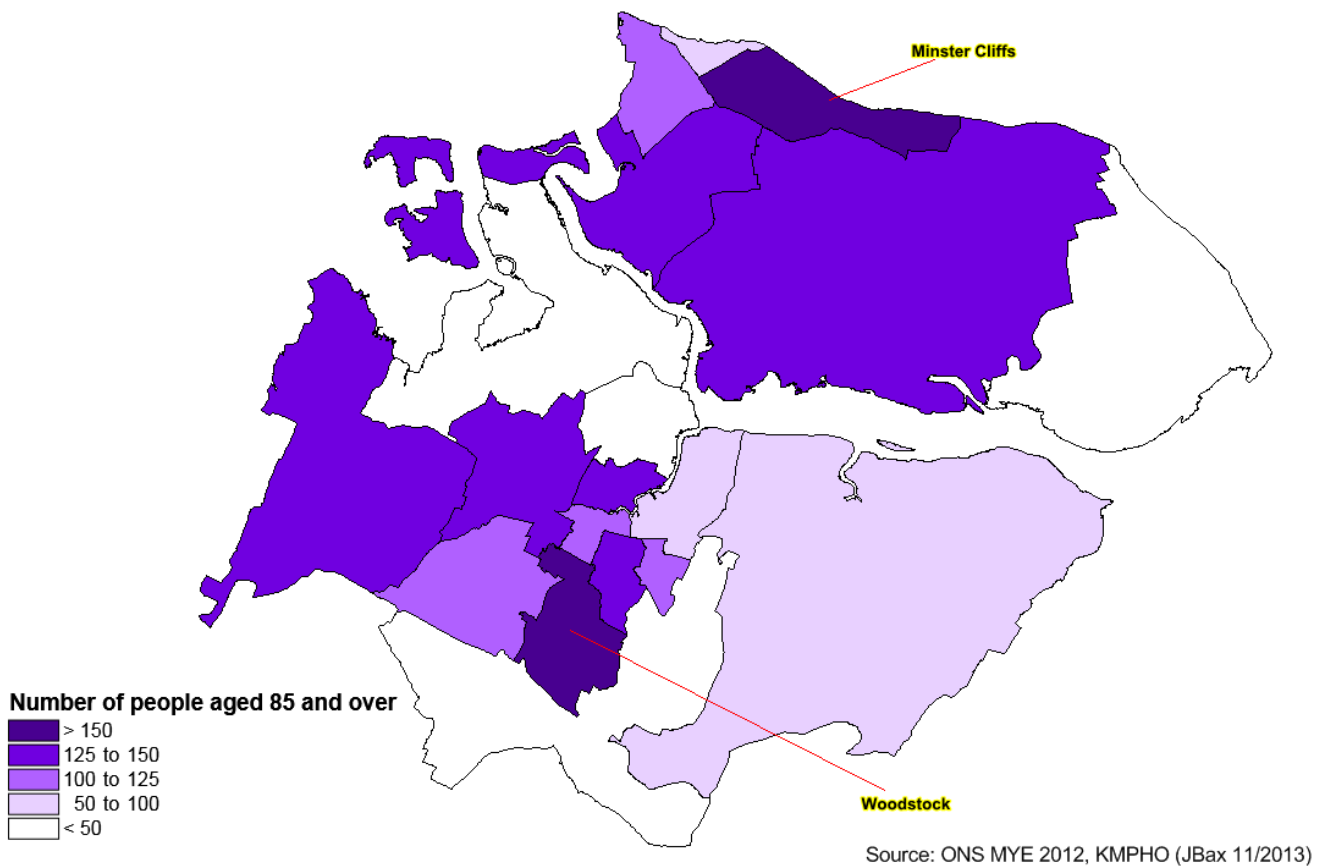 Minster Cliffs
Number of people aged 85 and over
> 150
125 to 150
100 to 125
50 to 100
< 50
Woodstock
Source: ONS MYE 2012, KMPHO (JBax 11/2013)